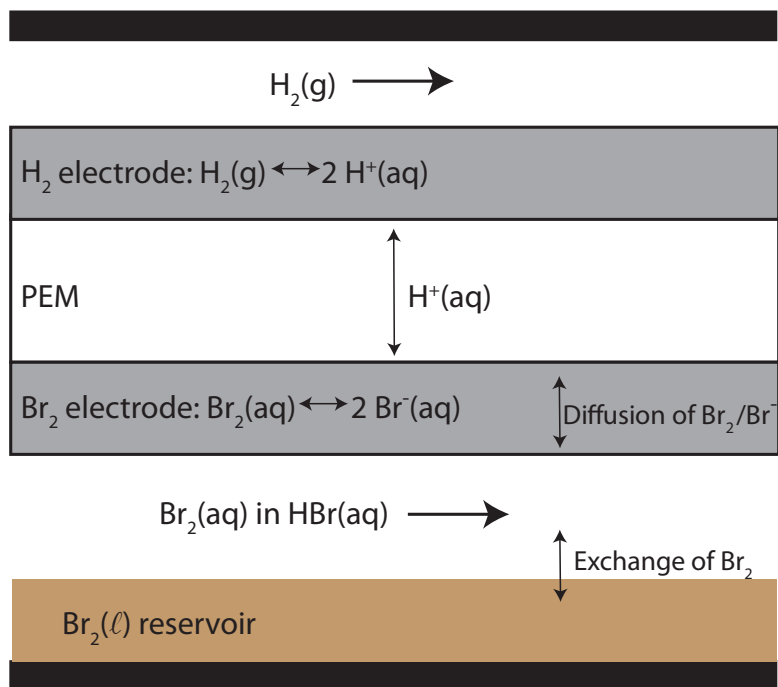 H₂(g)
H₂ electrode: H₂(g) ⟷ 2 H⁺(aq)
PEM
H⁺(aq)
Br₂ electrode: Br₂(aq) ⟷ 2 Br⁻(aq)
Diffusion of Br₂/Br⁻
Br₂(aq) in HBr(aq)
Exchange of Br₂
Br₂(ℓ) reservoir